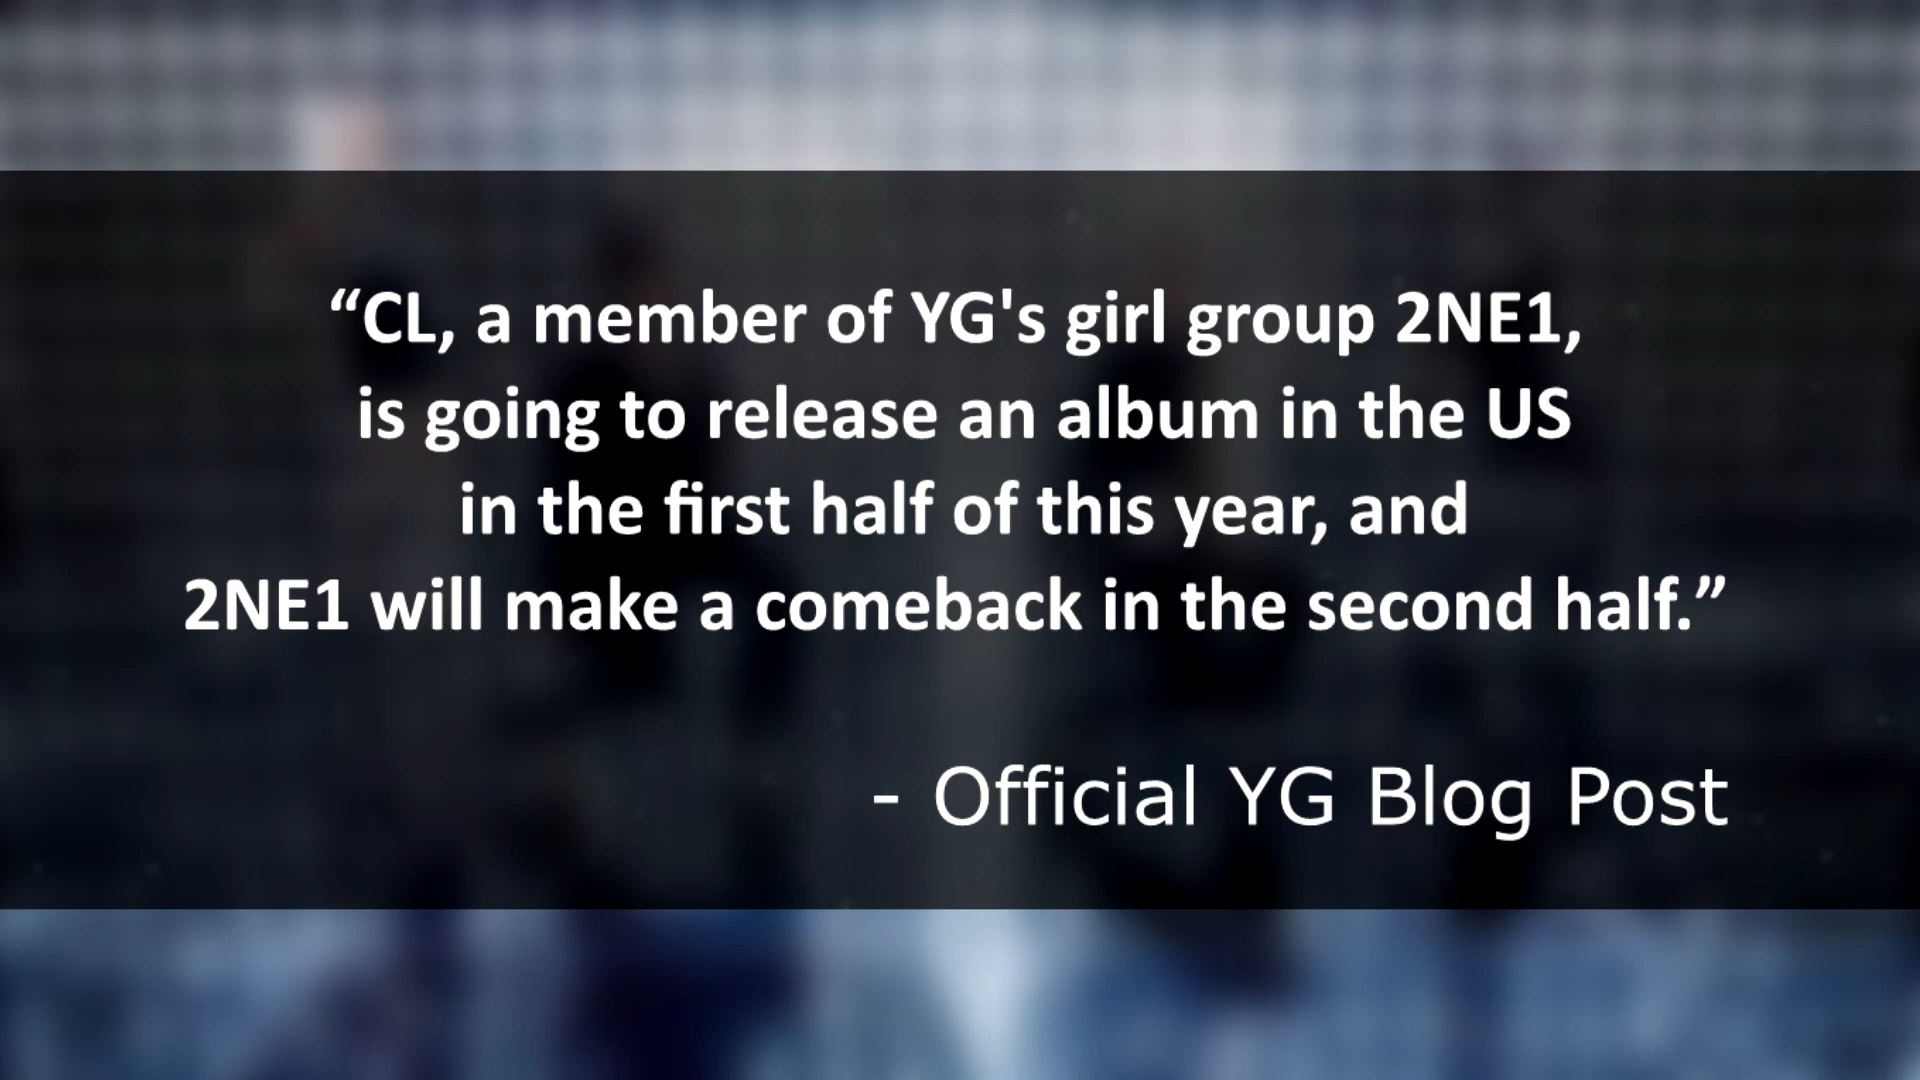 “CL, a member of YG's girl group 2NE1,
is going to release an album in the US
in the first half of this year, and
2NE1 will make a comeback in the second half.”
- Official YG Blog Post